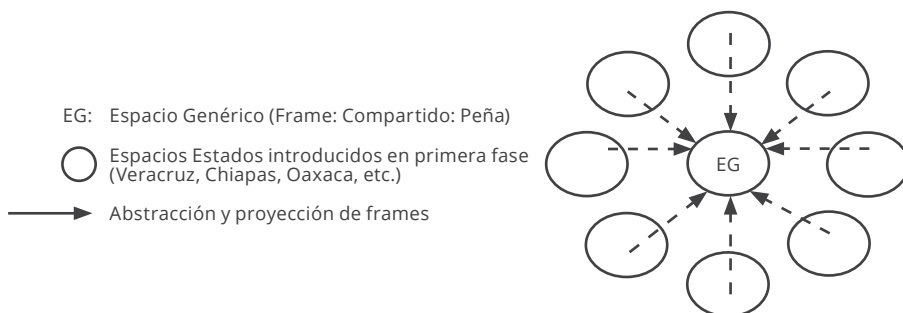 EG: Espacio Genérico (Frame: Compartido: Peña)
Espacios Estados introducidos en primera fase
(Veracruz, Chiapas, Oaxaca, etc.)
Abstracción y proyección de frames
EG